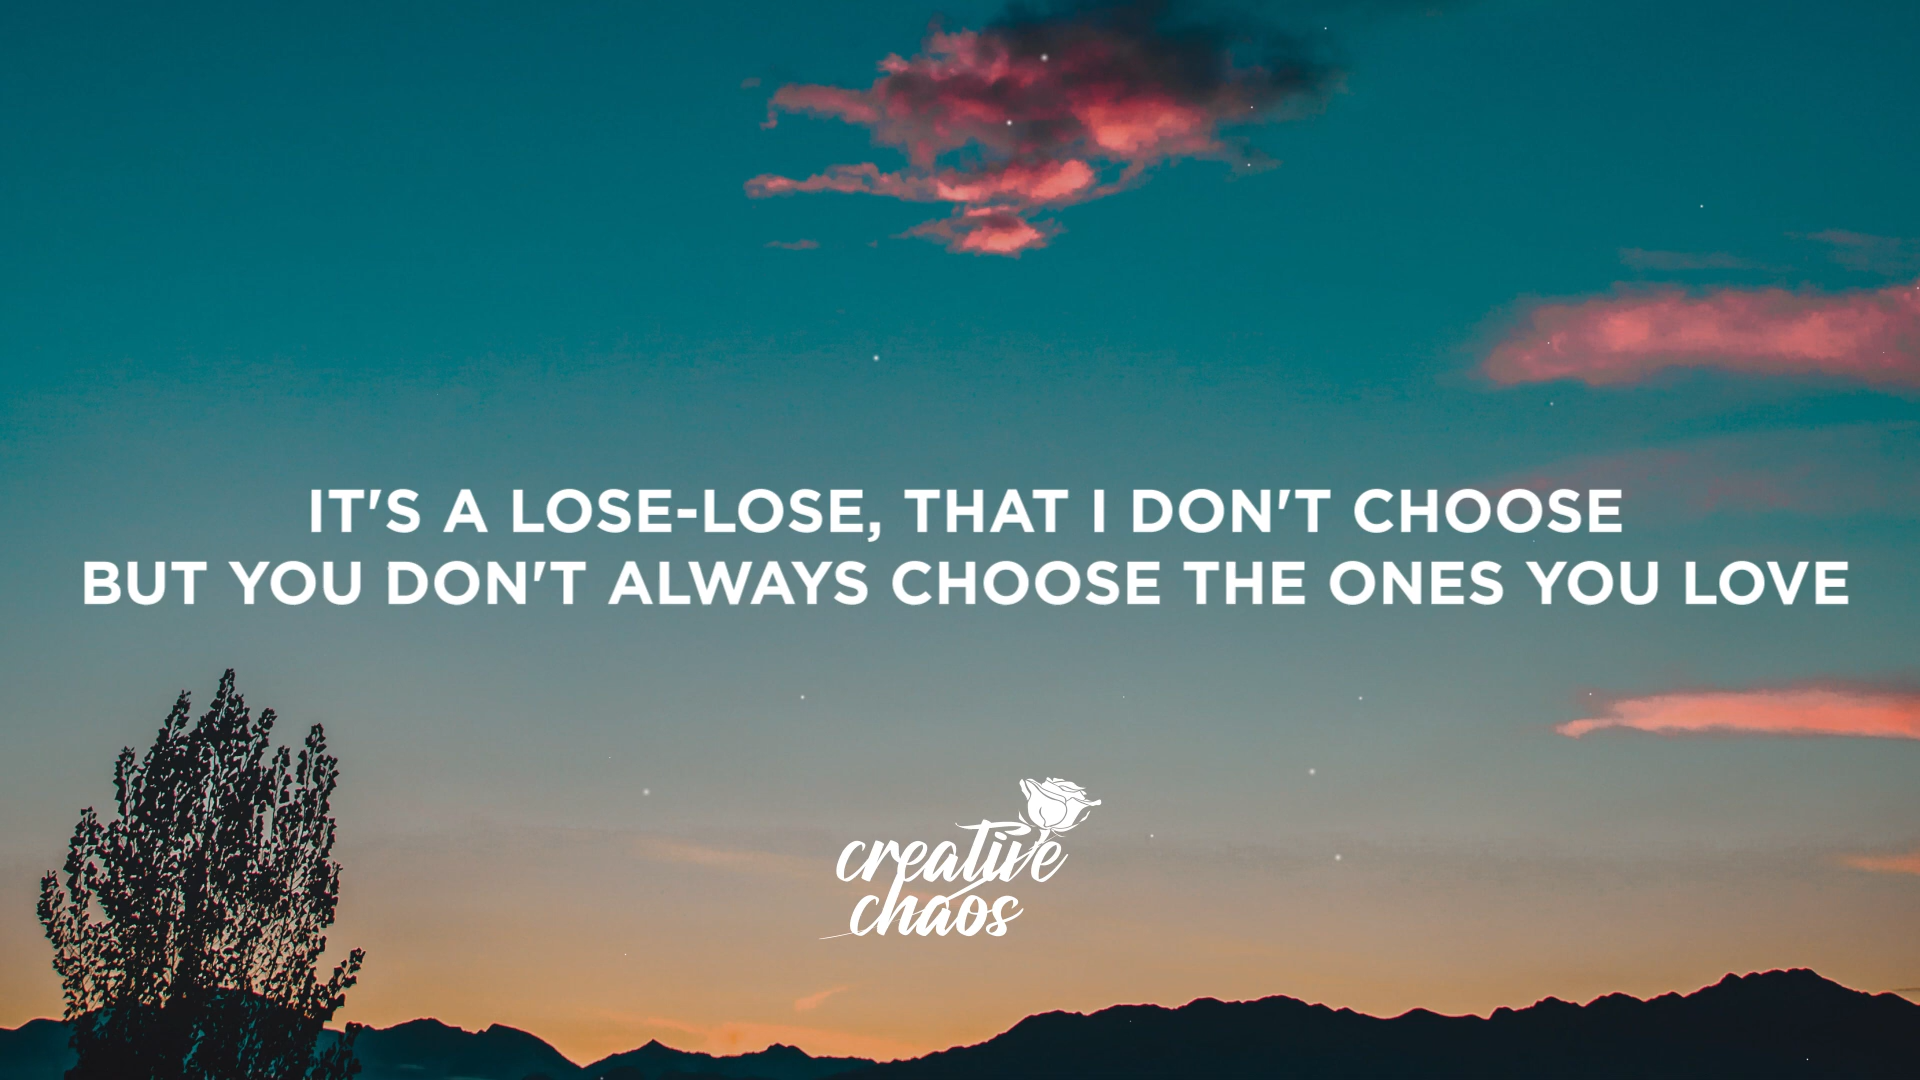 IT'S A LOSE-LOSE, THAT I DON'T CHOOSE
BUT YOU DON'T ALWAYS CHOOSE THE ONES YOU LOVE
creative
chaos